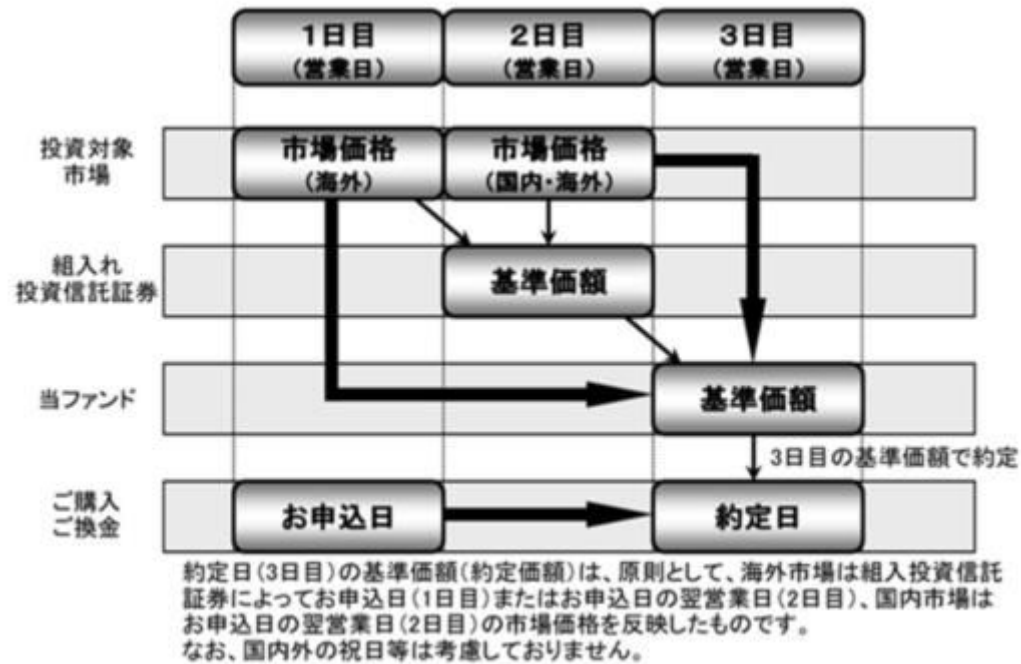 1日目
(営業日)
2日目
(営業日)
3日目
(営業日)
投資対象
市場
市場価格
(海外)
市場価格
(国内・海外)
組入れ
投資信託証券
基準価額
当ファンド
基準価額
3日目の基準価額で約定
ご購入
ご換金
お申込日
約定日
約定日(3日目)の基準価額(約定価額)は、原則として、海外市場は組入投資信託
証券によってお申込日(1日目)またはお申込日の翌営業日(2日目)、国内市場は
お申込日の翌営業日(2日目)の市場価格を反映したものです。
なお、国内外の祝日等は考慮しておりません。